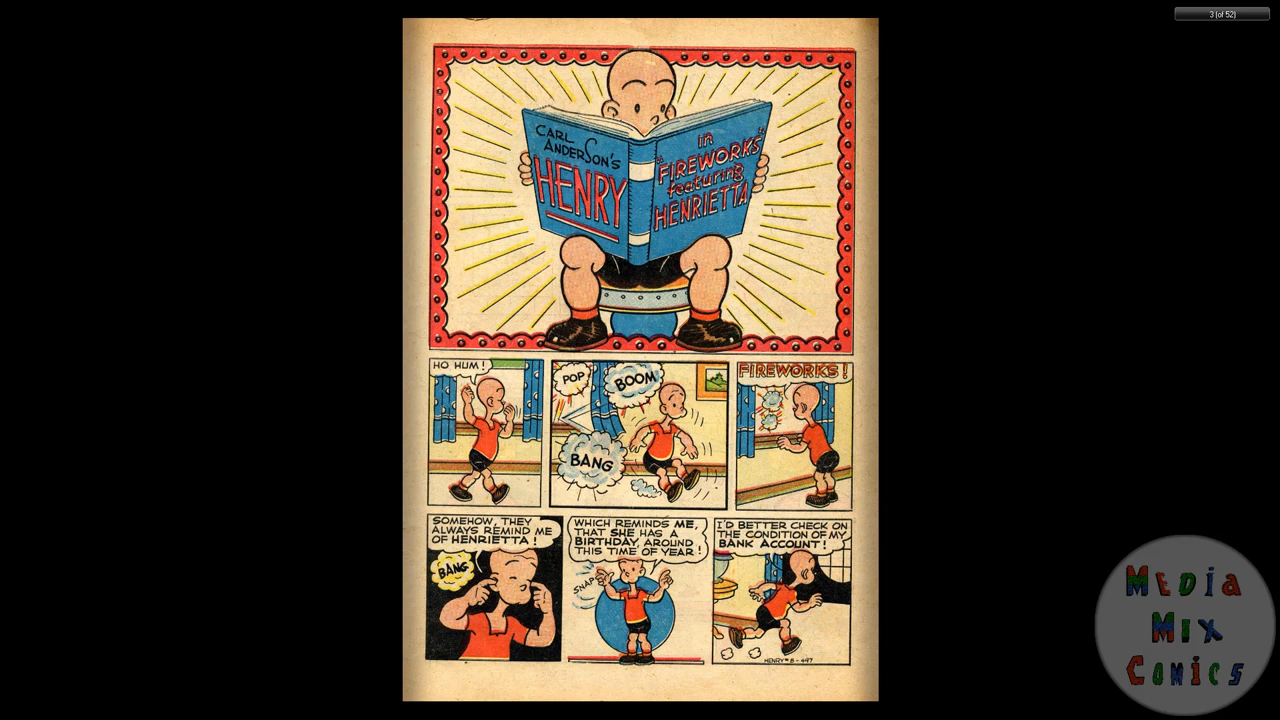 3 (of 52)
CARL
ANDERSON'S
HENRY
in
"FIREWORKS"
featuring
HENRIETTA
HO HUM!
POP
BOOM
BANG
FIREWORKS!
SOMEHOW, THEY
ALWAYS REMIND ME
OF HENRIETTA!
BANG
WHICH REMINDS ME,
THAT SHE HAS A
BIRTHDAY, AROUND
THIS TIME OF YEAR!
SNAP
I'D BETTER CHECK ON
THE CONDITION OF MY
BANK ACCOUNT!
HENRY #8-497
MEDIA
MIX
COMICS